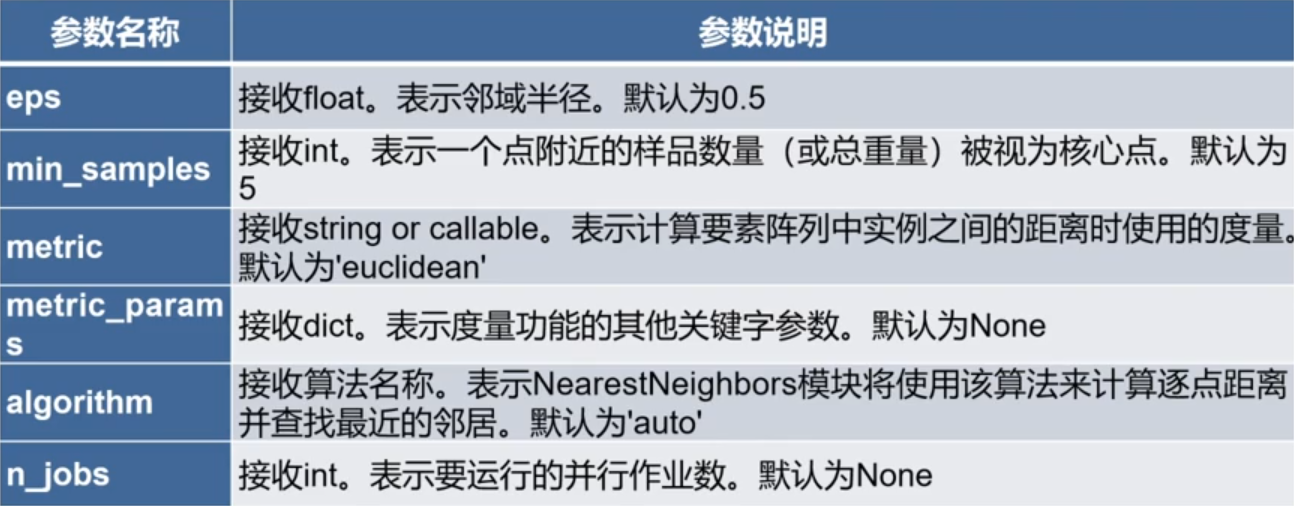 参数名称 参数说明
eps 接收float。表示邻域半径。默认为0.5
min_samples 接收int。表示一个点附近的样品数量（或总重量）被视为核心点。默认为
5
metric 接收string or callable。表示计算要素阵列中实例之间的距离时使用的度量。
默认为'euclidean'
metric_param
s
接收dict。表示度量功能的其他关键字参数。默认为None
algorithm 接收算法名称。表示NearestNeighbors模块将使用该算法来计算逐点距离
并查找最近的邻居。默认为'auto'
n_jobs 接收int。表示要运行的并行作业数。默认为None